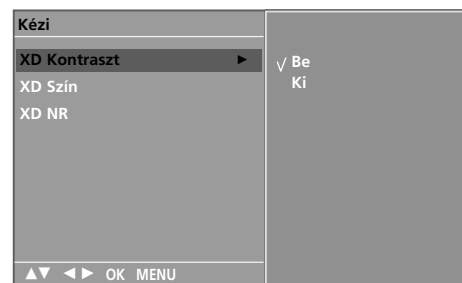 Kézi
XD Kontraszt ►
XD Szín
XD NR
√ Be
Ki
▲▼ ◄► OK MENU